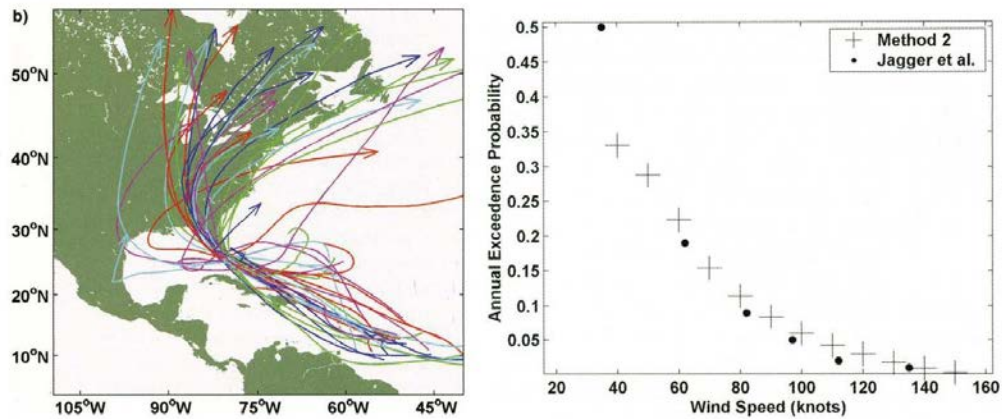 b)
50°N
40°N
30°N
20°N
10°N
105°W 90°W 75°W 60°W 45°W
Annual Exceedence Probability
0.5
0.45
0.4
0.35
0.3
0.25
0.2
0.15
0.1
0.05
Method 2
Jagger et al.
20 40 60 80 100 120 140 160
Wind Speed (knots)